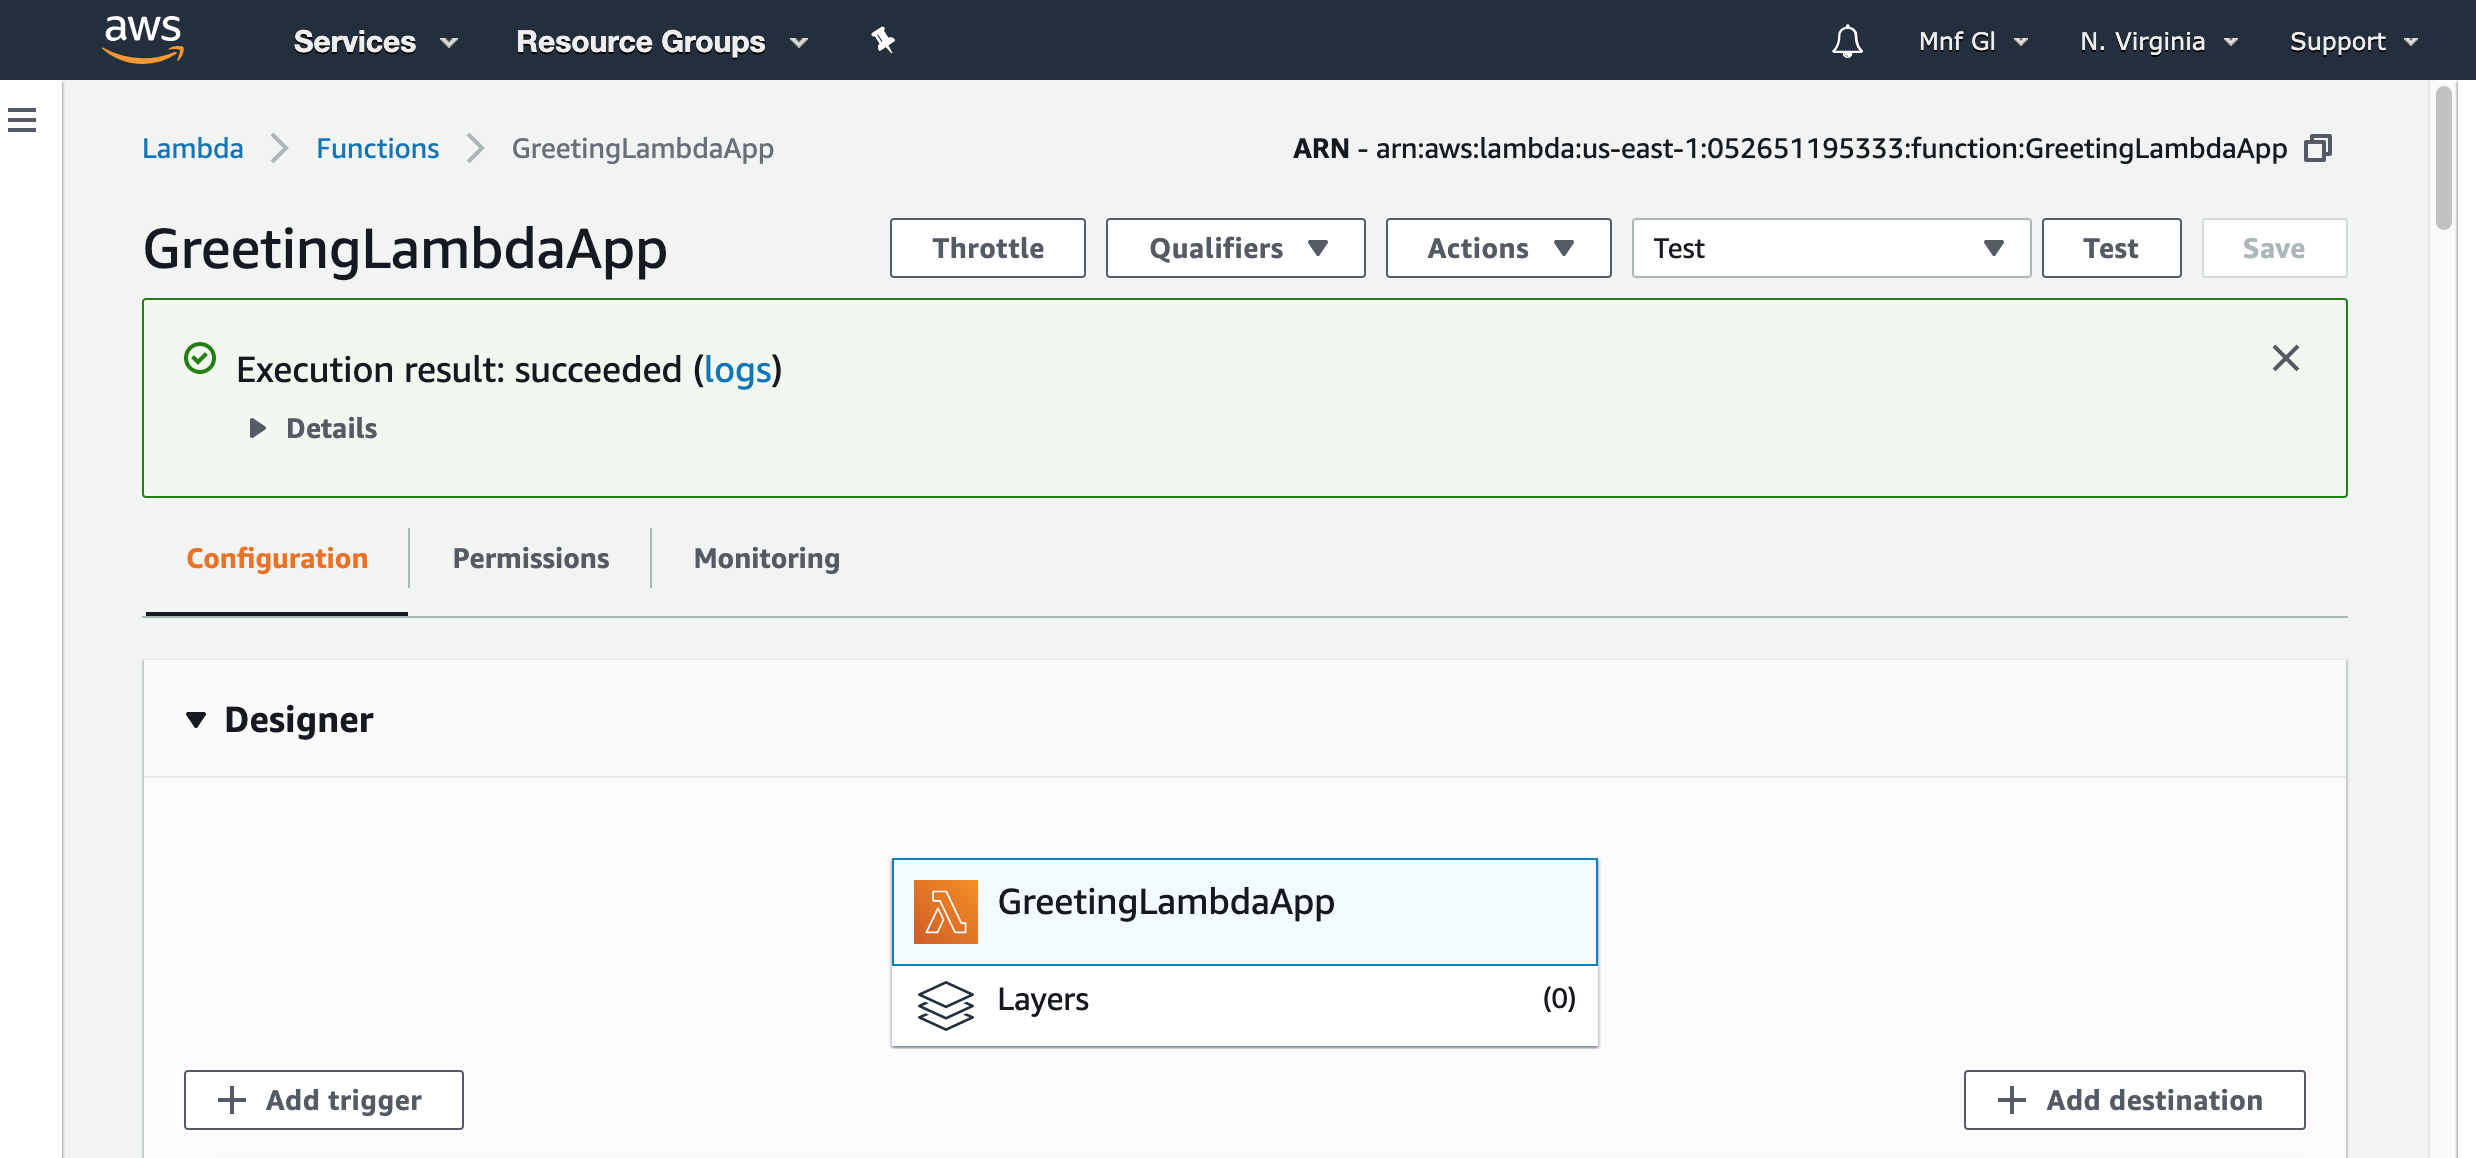 aws Services Resource Groups Mnf Gl N. Virginia Support
Lambda Functions GreetingLambdaApp ARN - arn:aws:lambda:us-east-1:052651195333:function:GreetingLambdaApp
GreetingLambdaApp Throttle Qualifiers Actions Test Test Save
Execution result: succeeded (logs)
Details
Configuration Permissions Monitoring
Designer
GreetingLambdaApp
Layers (0)
Add trigger Add destination